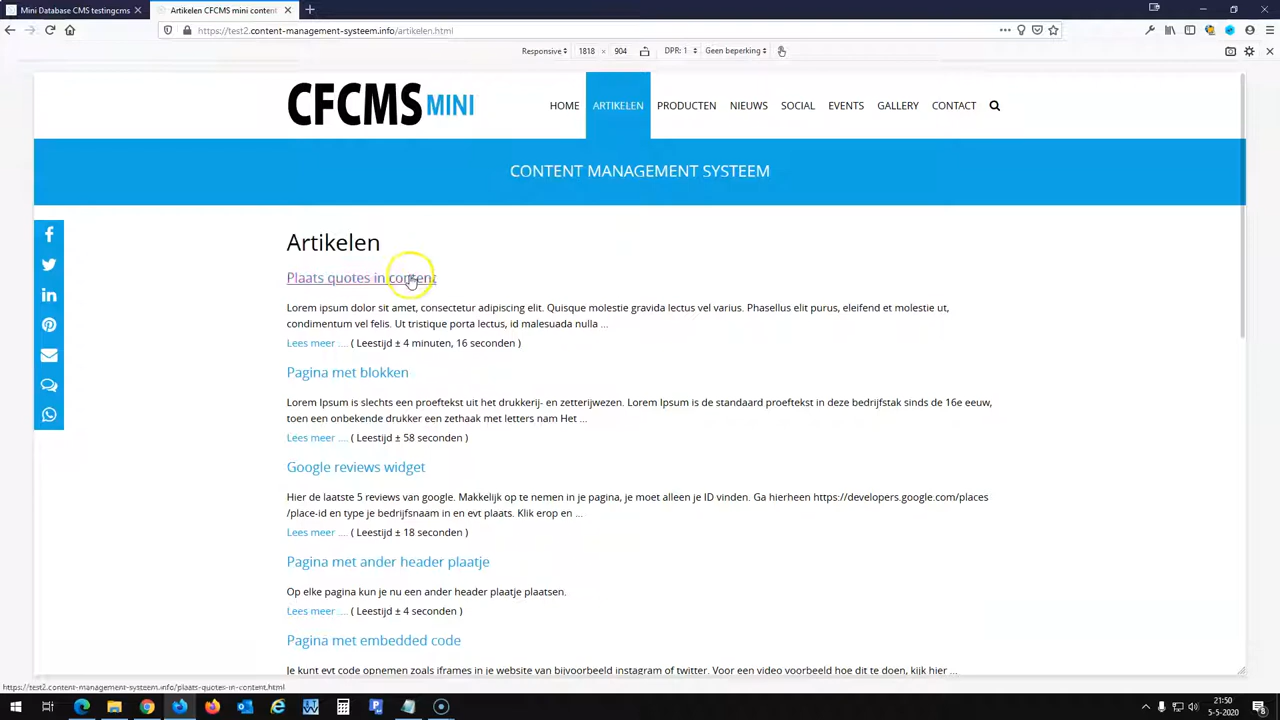 Mini Database CMS testingcms
Artikelen CFCMS mini content
https://test2.content-management-systeem.info/artikelen.html
Responsive
1818 × 904
DPR: 1
Geen beperking
CFCMS MINI
HOME ARTIKELEN PRODUCTEN NIEUWS SOCIAL EVENTS GALLERY CONTACT
CONTENT MANAGEMENT SYSTEEM
Artikelen
Plaats quotes in content
Lorem ipsum dolor sit amet, consectetur adipiscing elit. Quisque molestie gravida lectus vel varius. Phasellus elit purus, eleifend et molestie ut,
condimentum vel felis. Ut tristique porta lectus, id malesuada nulla ...
Lees meer .... ( Leestijd ± 4 minuten, 16 seconden )
Pagina met blokken
Lorem Ipsum is slechts een proeftekst uit het drukkerij- en zetterijwezen. Lorem Ipsum is de standaard proeftekst in deze bedrijfstak sinds de 16e eeuw,
toen een onbekende drukker een zethaak met letters nam Het ...
Lees meer .... ( Leestijd ± 58 seconden )
Google reviews widget
Hier de laatste 5 reviews van google. Makkelijk op te nemen in je pagina, je moet alleen je ID vinden. Ga hierheen https://developers.google.com/places
/place-id en type je bedrijfsnaam in en evt plaats. Klik erop en ...
Lees meer .... ( Leestijd ± 18 seconden )
Pagina met ander header plaatje
Op elke pagina kun je nu een ander header plaatje plaatsen.
Lees meer .... ( Leestijd ± 4 seconden )
Pagina met embedded code
Je kunt evt code opnemen zoals iframes in je website van bijvoorbeeld instagram of twitter. Voor een video voorbeeld hoe dit te doen, kijk hier ...
https://test2.content-management-systeem.info/plaats-quotes-in-content.html
21:50
5-5-2020